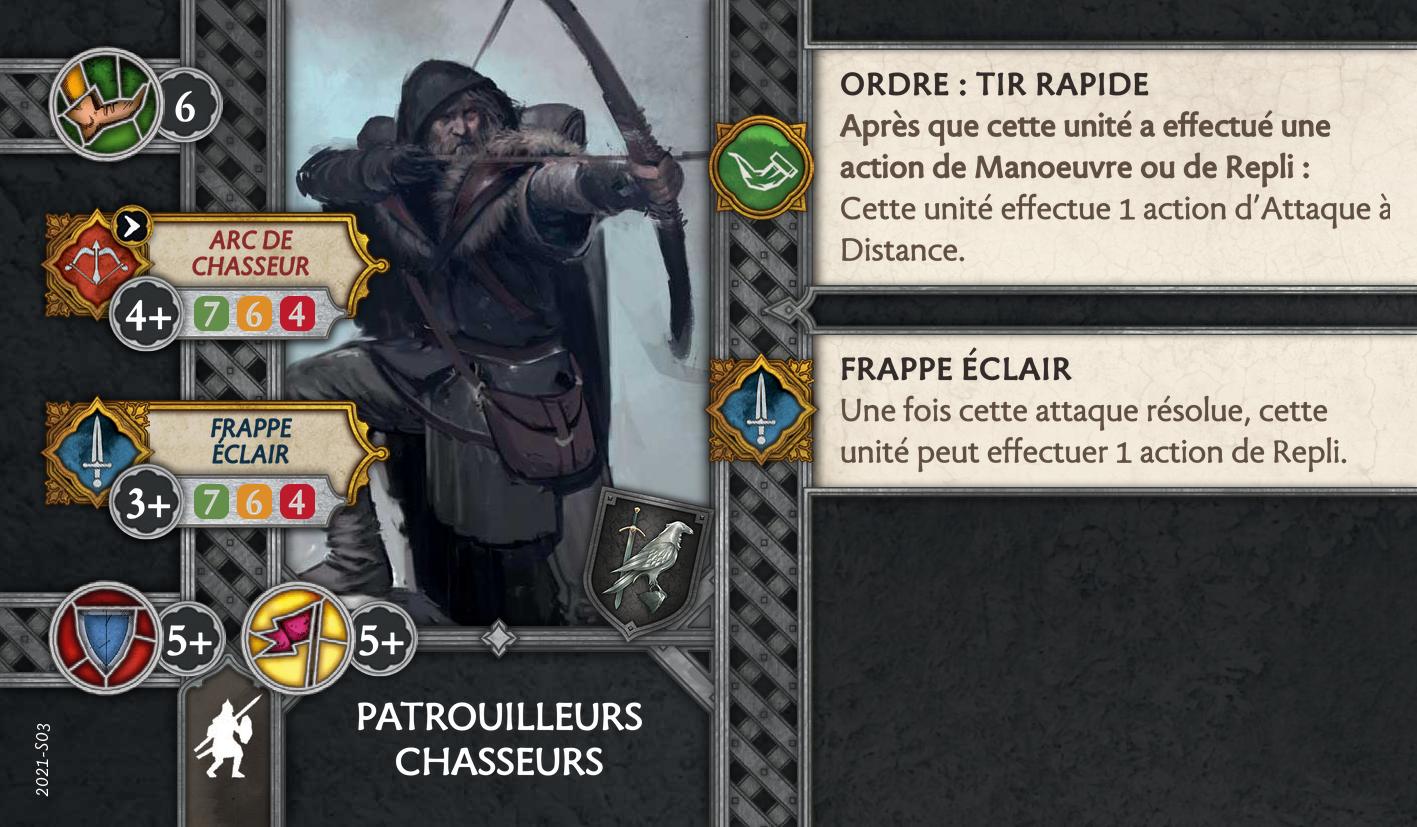 6
ARC DE
CHASSEUR
4+ 7 6 4
FRAPPE
ÉCLAIR
3+ 7 6 4
5+ 5+
PATROUILLEURS
CHASSEURS
2021-S03
ORDRE : TIR RAPIDE
Après que cette unité a effectué une
action de Manoeuvre ou de Repli :
Cette unité effectue 1 action d’Attaque à
Distance.
FRAPPE ÉCLAIR
Une fois cette attaque résolue, cette
unité peut effectuer 1 action de Repli.